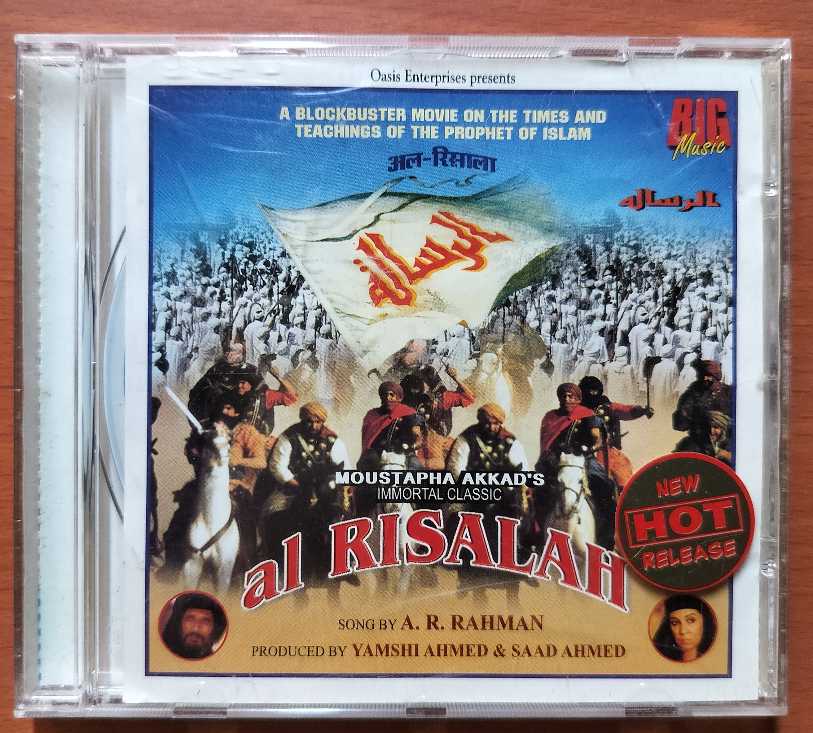 Oasis Enterprises presents
A BLOCKBUSTER MOVIE ON THE TIMES AND
TEACHINGS OF THE PROPHET OF ISLAM
BIG
Music
अल-रिसाला
الرساله
الرسالة
MOUSTAPHA AKKAD'S
IMMORTAL CLASSIC
al RISALAH
NEW
HOT
RELEASE
SONG BY A. R. RAHMAN
PRODUCED BY YAMSHI AHMED & SAAD AHMED